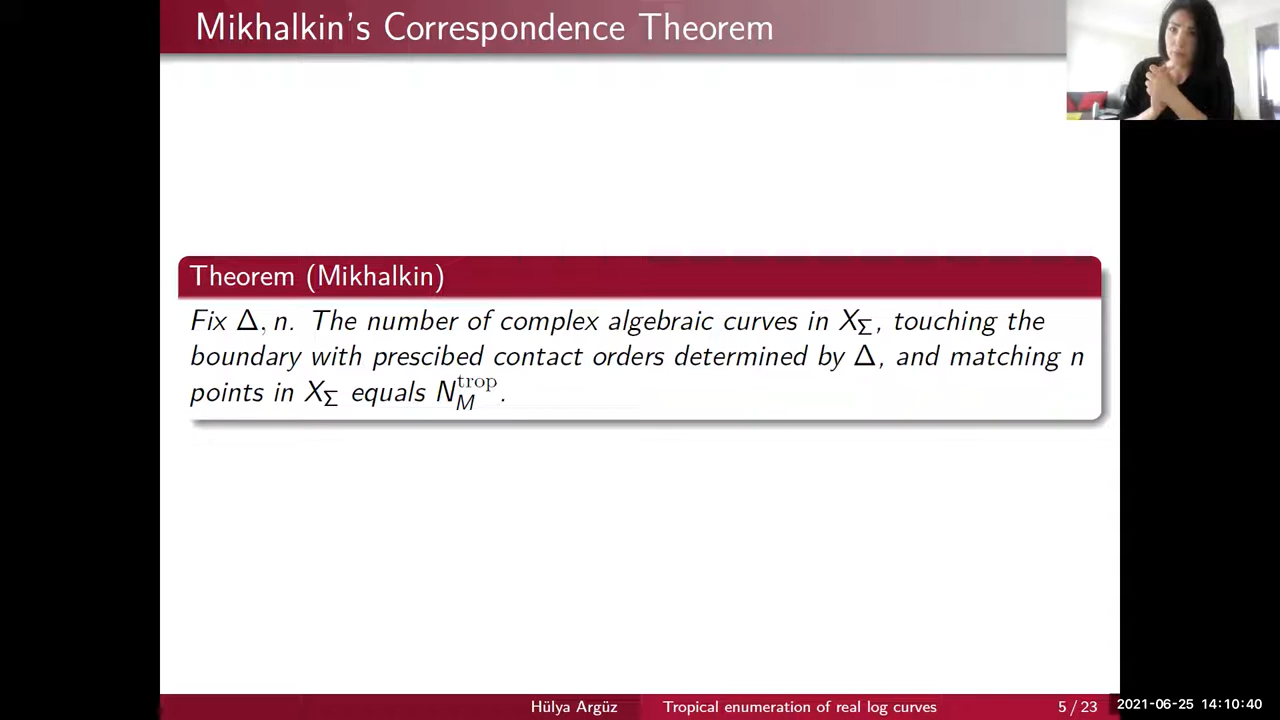 Mikhalkin's Correspondence Theorem
Theorem (Mikhalkin)
Fix Δ, n. The number of complex algebraic curves in X_Σ, touching the
boundary with prescibed contact orders determined by Δ, and matching n
points in X_Σ equals N_M^trop.
Hülya Argüz Tropical enumeration of real log curves 5 / 23 2021-06-25 14:10:40